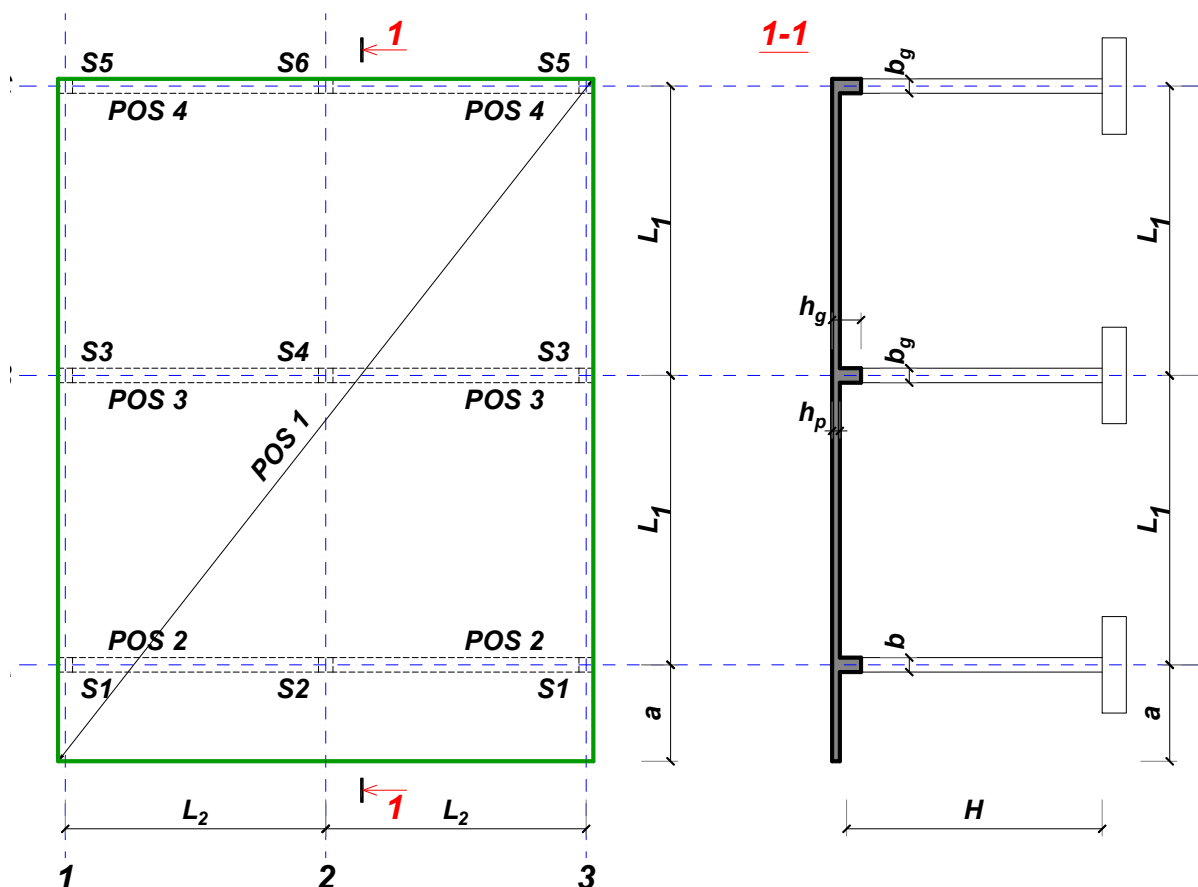 1
1-1
S5 S6 S5
POS 4 POS 4
b_g
L_1
L_1
h_g
S3 S4 S3
POS 3 POS 3
b_g
h_p
POS 1
L_1
L_1
POS 2 POS 2
b
S1 S2 S1
a
a
1
L_2 L_2
H
1 2 3